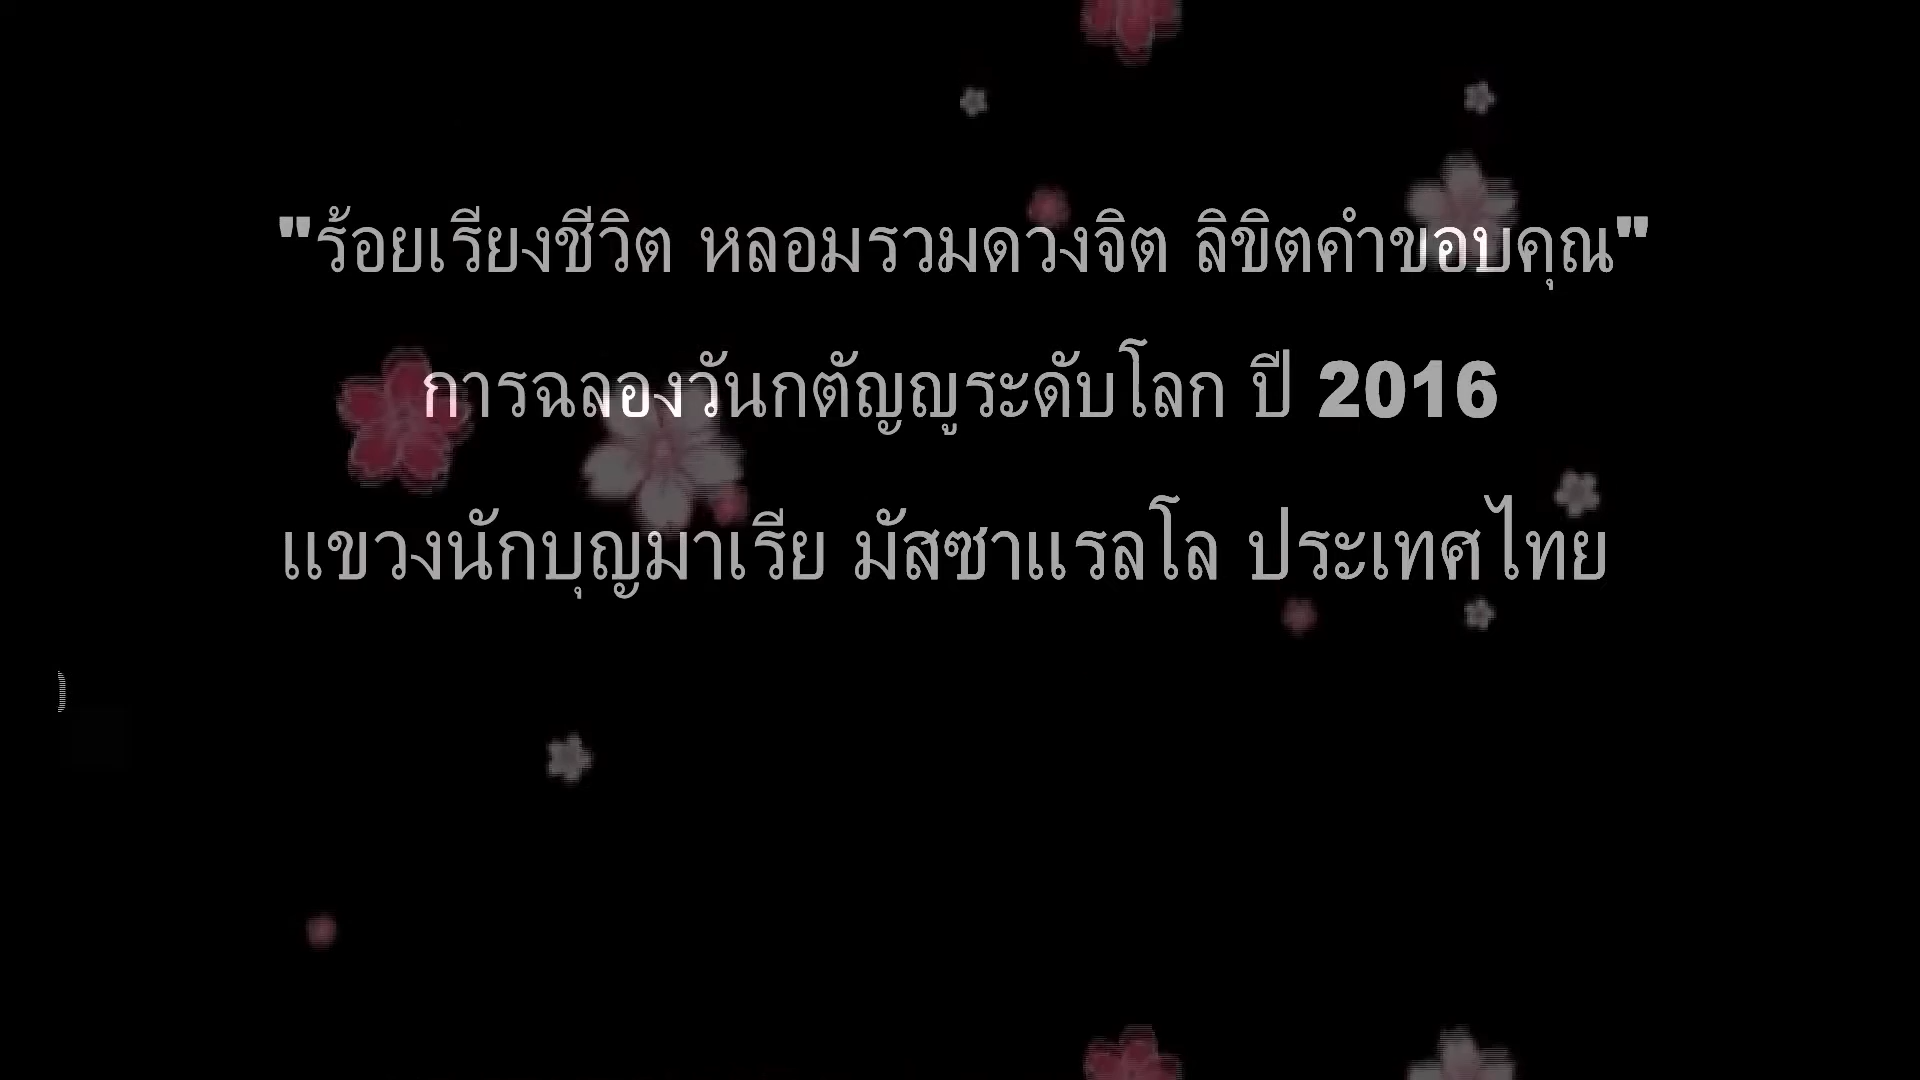 "ร้อยเรียงชีวิต หลอมรวมดวงจิต ลิขิตคำขอบคุณ"
การฉลองวันกตัญญูระดับโลก ปี 2016
แขวงนักบุญมาเรีย มัสซาแรลโล ประเทศไทย
)